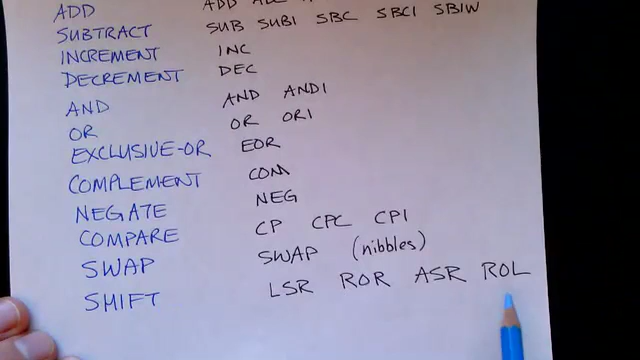 ADD ADD
SUBTRACT SUB SUBI SBC SBCI SBIW
INCREMENT INC
DECREMENT DEC
AND AND ANDI
OR OR ORI
EXCLUSIVE-OR EOR
COMPLEMENT COM
NEGATE NEG
COMPARE CP CPC CPI
SWAP SWAP (nibbles)
SHIFT LSR ROR ASR ROL